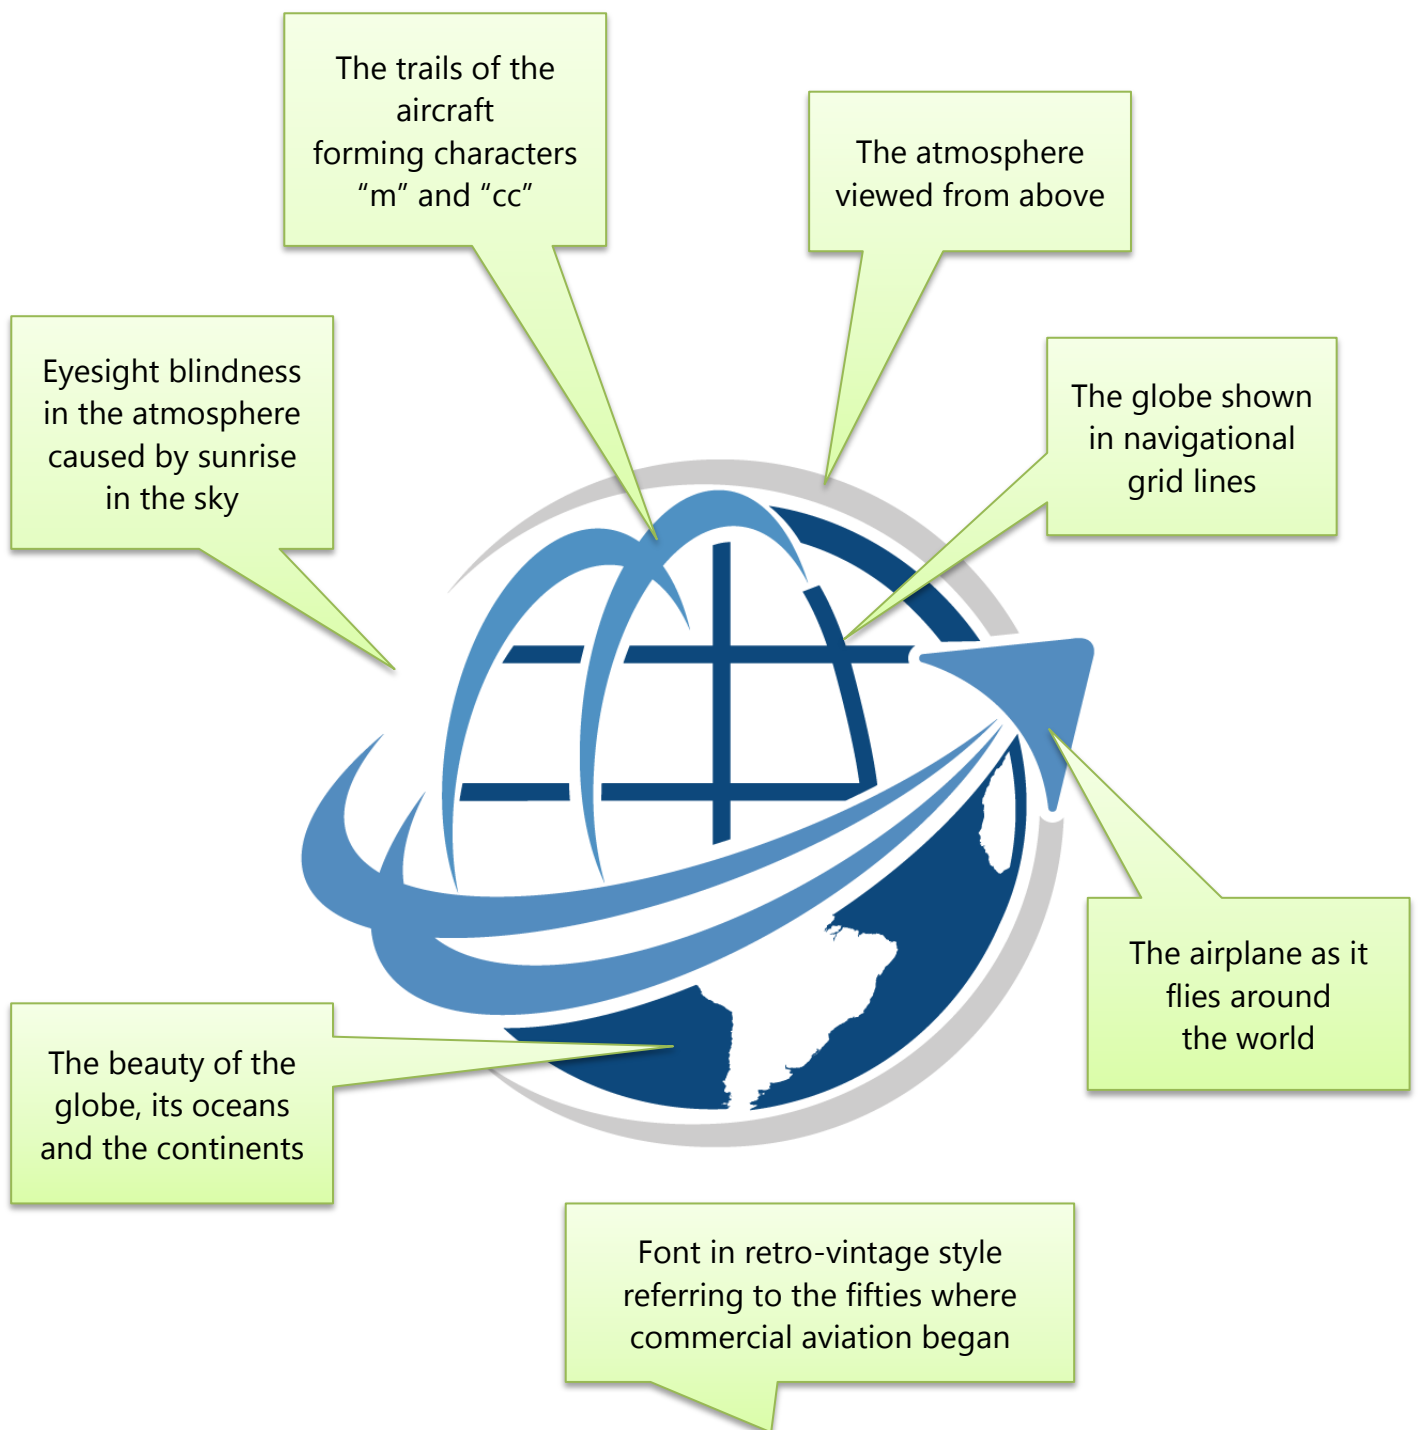 The trails of the
aircraft
forming characters
“m” and “cc”
The atmosphere
viewed from above
Eyesight blindness
in the atmosphere
caused by sunrise
in the sky
The globe shown
in navigational
grid lines
The airplane as it
flies around
the world
The beauty of the
globe, its oceans
and the continents
Font in retro-vintage style
referring to the fifties where
commercial aviation began